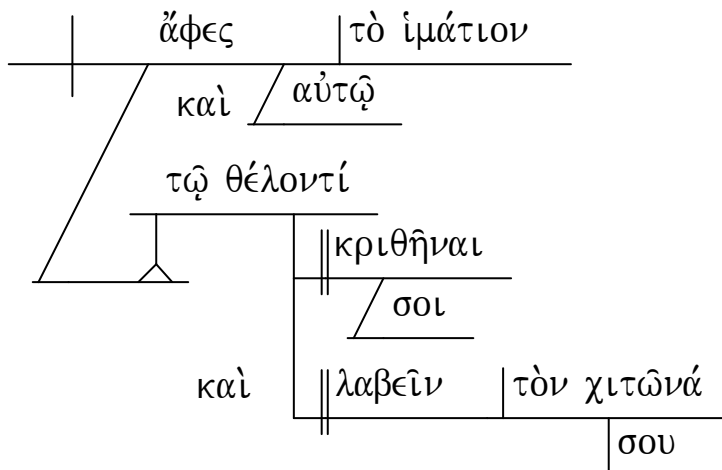 ἄφες τὸ ἱμάτιον
καὶ αὐτῷ
τῷ θέλοντί
κριθῆναι
σοι
καὶ λαβεῖν τὸν χιτῶνά
σου